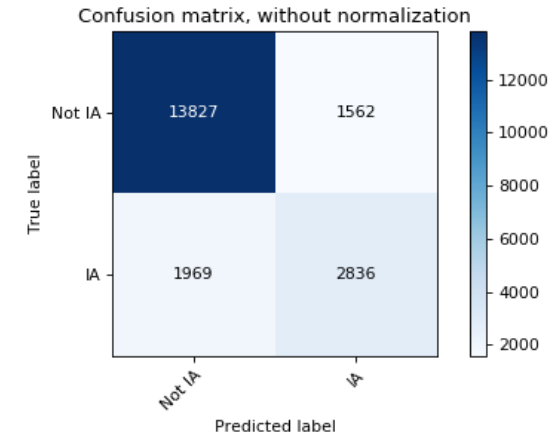 Confusion matrix, without normalization
Not IA
13827
1562
12000
10000
True label
8000
6000
IA
1969
2836
4000
2000
Not IA
IA
Predicted label